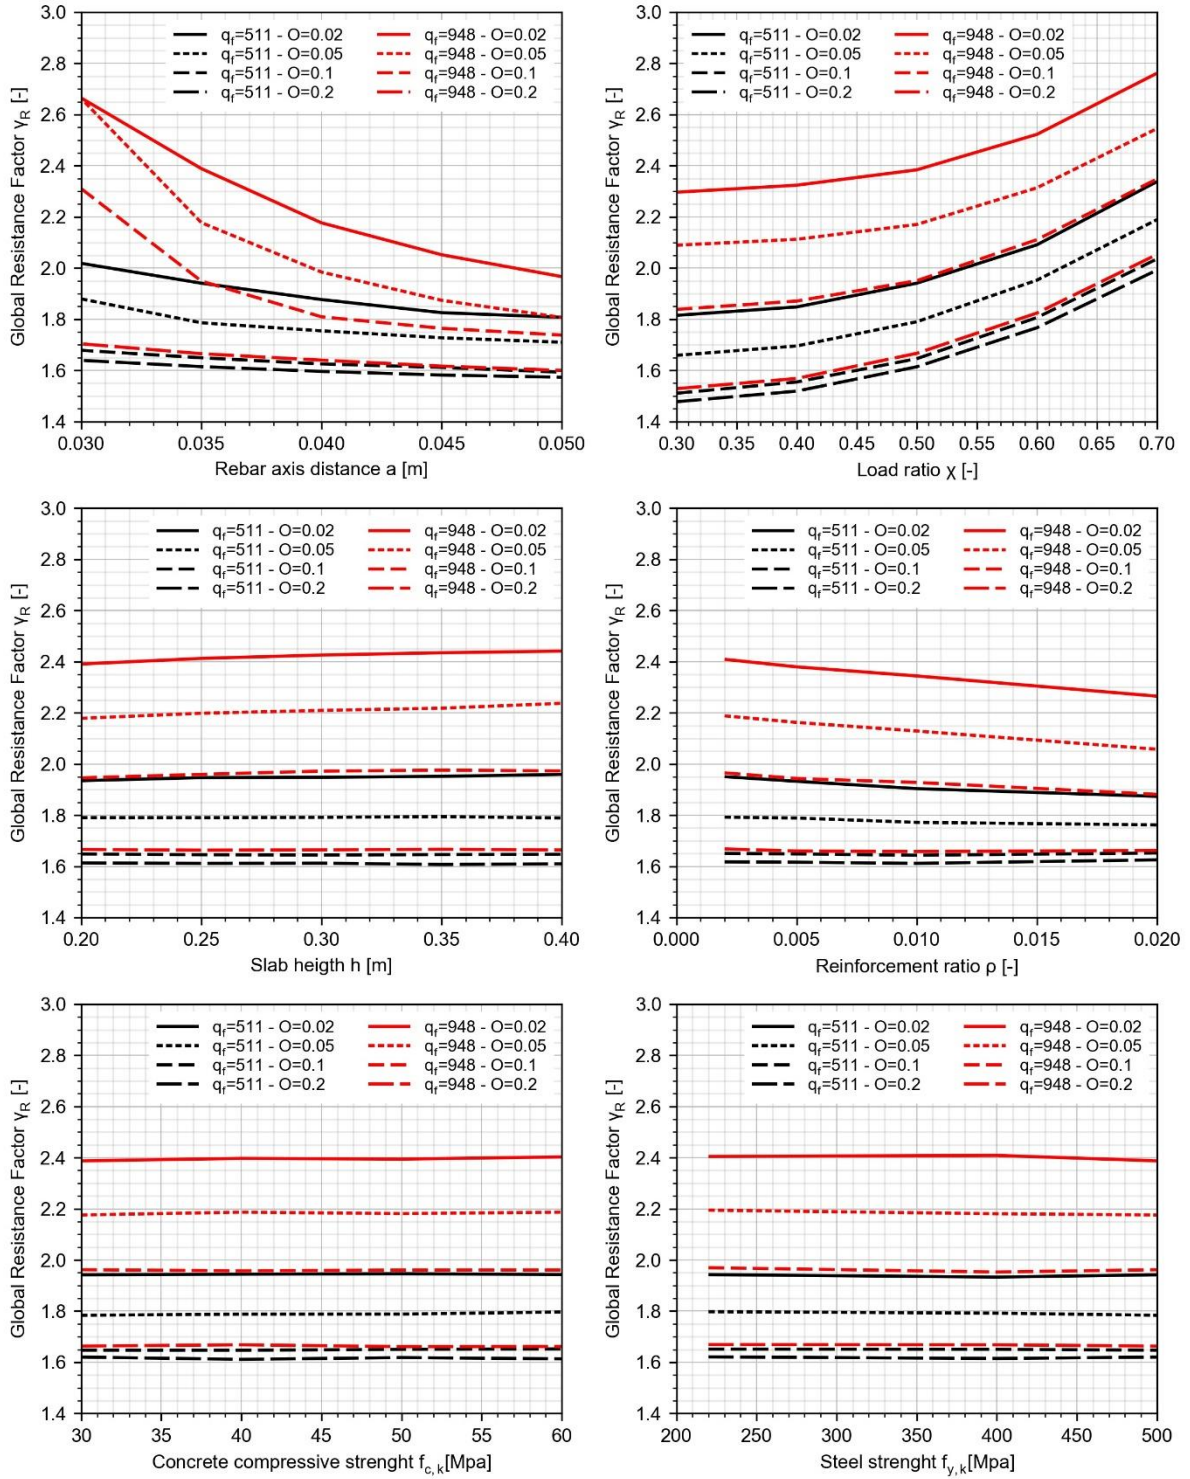 Global Resistance Factor γR [-]
3.0
2.8
2.6
2.4
2.2
2.0
1.8
1.6
1.4
qf=511 - O=0.02 qf=948 - O=0.02
qf=511 - O=0.05 qf=948 - O=0.05
qf=511 - O=0.1 qf=948 - O=0.1
qf=511 - O=0.2 qf=948 - O=0.2
0.030 0.035 0.040 0.045 0.050
Rebar axis distance a [m]
Global Resistance Factor γR [-]
3.0
2.8
2.6
2.4
2.2
2.0
1.8
1.6
1.4
qf=511 - O=0.02 qf=948 - O=0.02
qf=511 - O=0.05 qf=948 - O=0.05
qf=511 - O=0.1 qf=948 - O=0.1
qf=511 - O=0.2 qf=948 - O=0.2
0.30 0.35 0.40 0.45 0.50 0.55 0.60 0.65 0.70
Load ratio χ [-]
Global Resistance Factor γR [-]
3.0
2.8
2.6
2.4
2.2
2.0
1.8
1.6
1.4
qf=511 - O=0.02 qf=948 - O=0.02
qf=511 - O=0.05 qf=948 - O=0.05
qf=511 - O=0.1 qf=948 - O=0.1
qf=511 - O=0.2 qf=948 - O=0.2
0.20 0.25 0.30 0.35 0.40
Slab heigth h [m]
Global Resistance Factor γR [-]
3.0
2.8
2.6
2.4
2.2
2.0
1.8
1.6
1.4
qf=511 - O=0.02 qf=948 - O=0.02
qf=511 - O=0.05 qf=948 - O=0.05
qf=511 - O=0.1 qf=948 - O=0.1
qf=511 - O=0.2 qf=948 - O=0.2
0.000 0.005 0.010 0.015 0.020
Reinforcement ratio ρ [-]
Global Resistance Factor γR [-]
3.0
2.8
2.6
2.4
2.2
2.0
1.8
1.6
1.4
qf=511 - O=0.02 qf=948 - O=0.02
qf=511 - O=0.05 qf=948 - O=0.05
qf=511 - O=0.1 qf=948 - O=0.1
qf=511 - O=0.2 qf=948 - O=0.2
30 35 40 45 50 55 60
Concrete compressive strenght fc,k[Mpa]
Global Resistance Factor γR [-]
3.0
2.8
2.6
2.4
2.2
2.0
1.8
1.6
1.4
qf=511 - O=0.02 qf=948 - O=0.02
qf=511 - O=0.05 qf=948 - O=0.05
qf=511 - O=0.1 qf=948 - O=0.1
qf=511 - O=0.2 qf=948 - O=0.2
200 250 300 350 400 450 500
Steel strenght fy,k[Mpa]